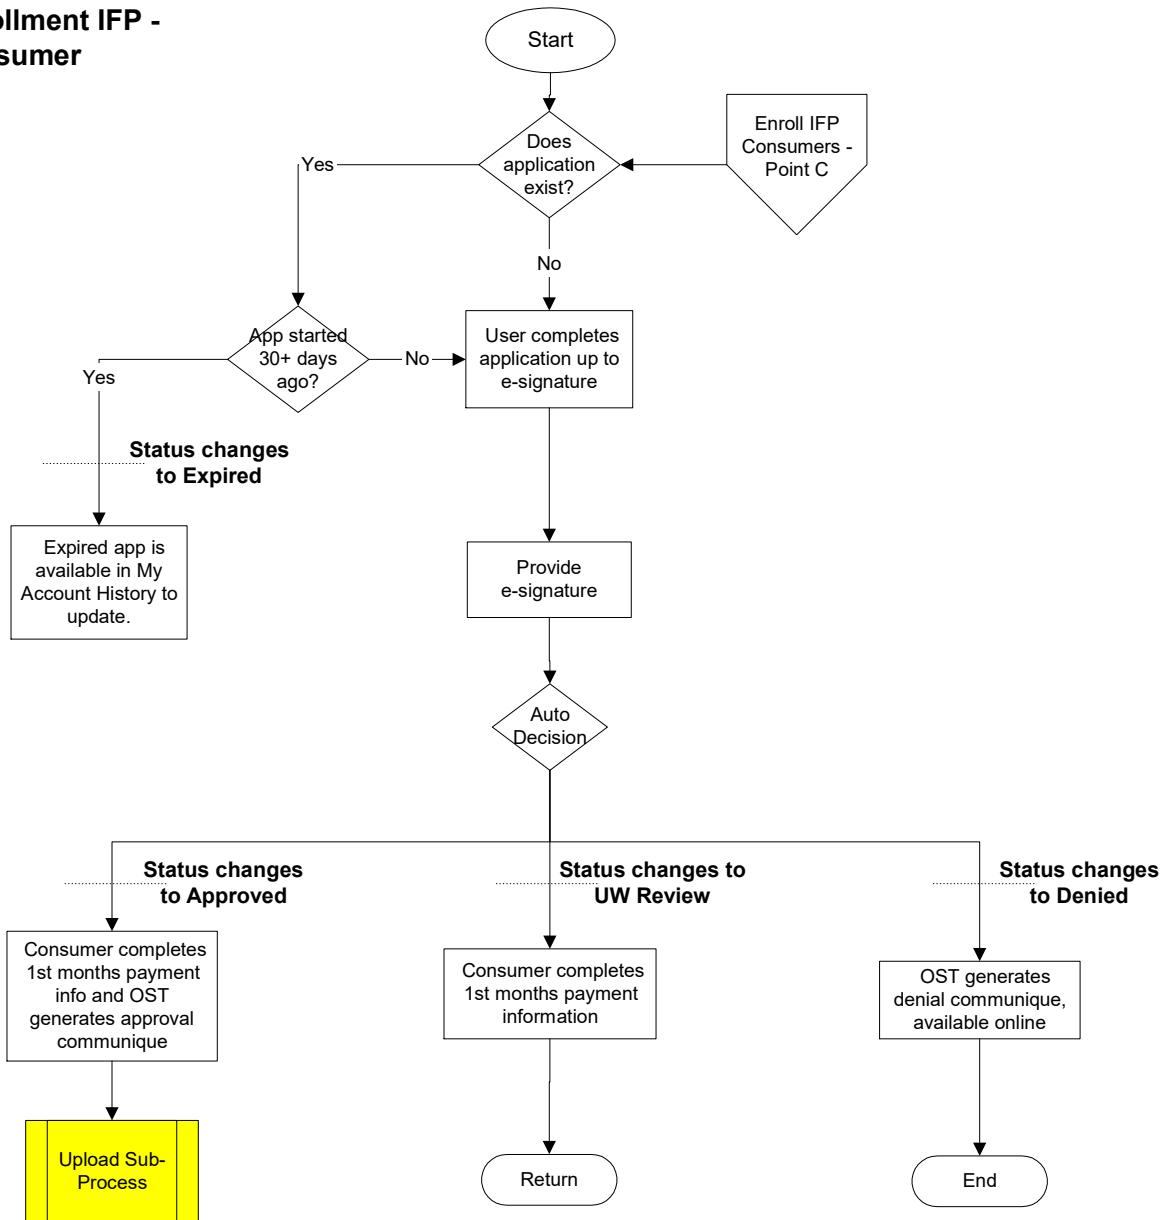 ollment IFP -
sumer
Start
Does
application
exist?
Enroll IFP
Consumers -
Point C
Yes
No
App started
30+ days
ago?
No
User completes
application up to
e-signature
Yes
Status changes
to Expired
Expired app is
available in My
Account History to
update.
Provide
e-signature
Auto
Decision
Status changes
to Approved
Status changes to
UW Review
Status changes
to Denied
Consumer completes
1st months payment
info and OST
generates approval
communique
Consumer completes
1st months payment
information
OST generates
denial communique,
available online
Upload Sub-
Process
Return
End